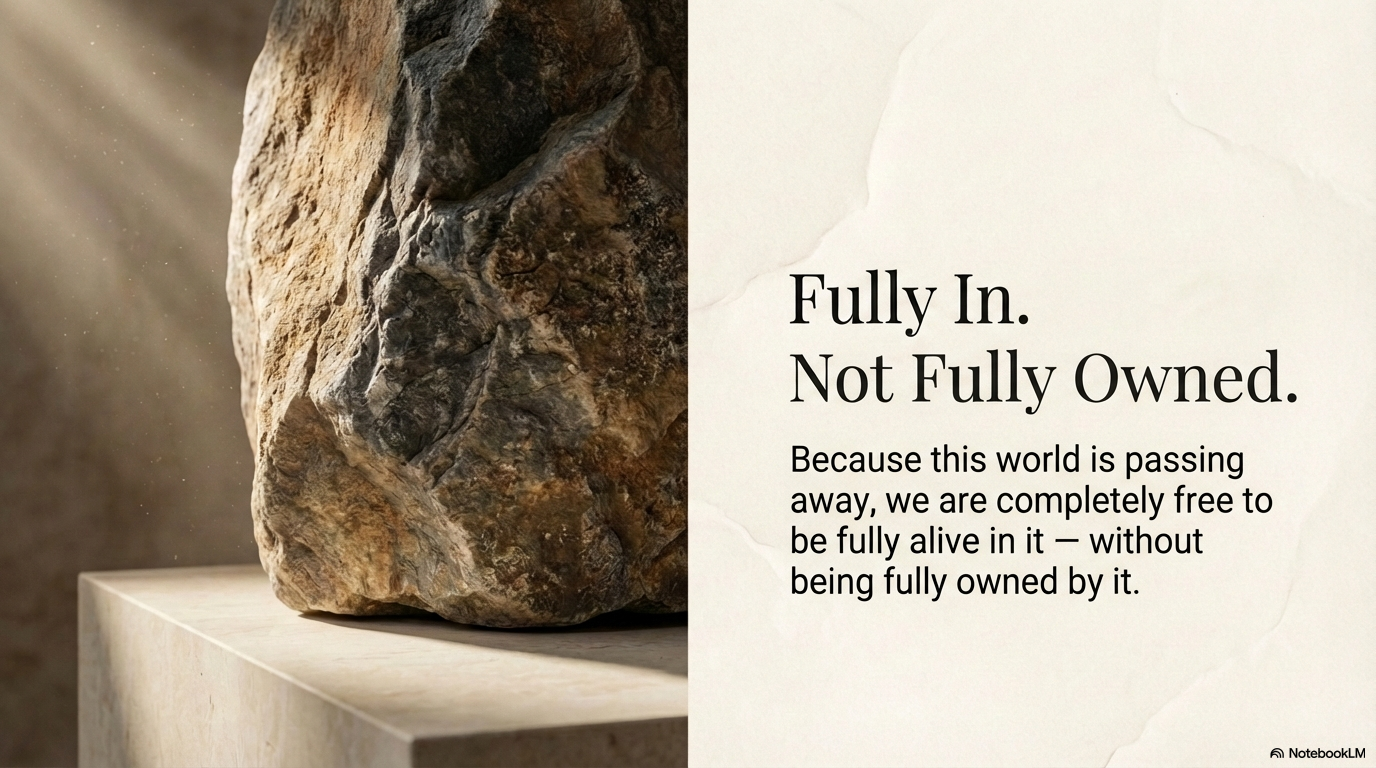 Fully In.
Not Fully Owned.
Because this world is passing
away, we are completely free to
be fully alive in it — without
being fully owned by it.
NotebookLM